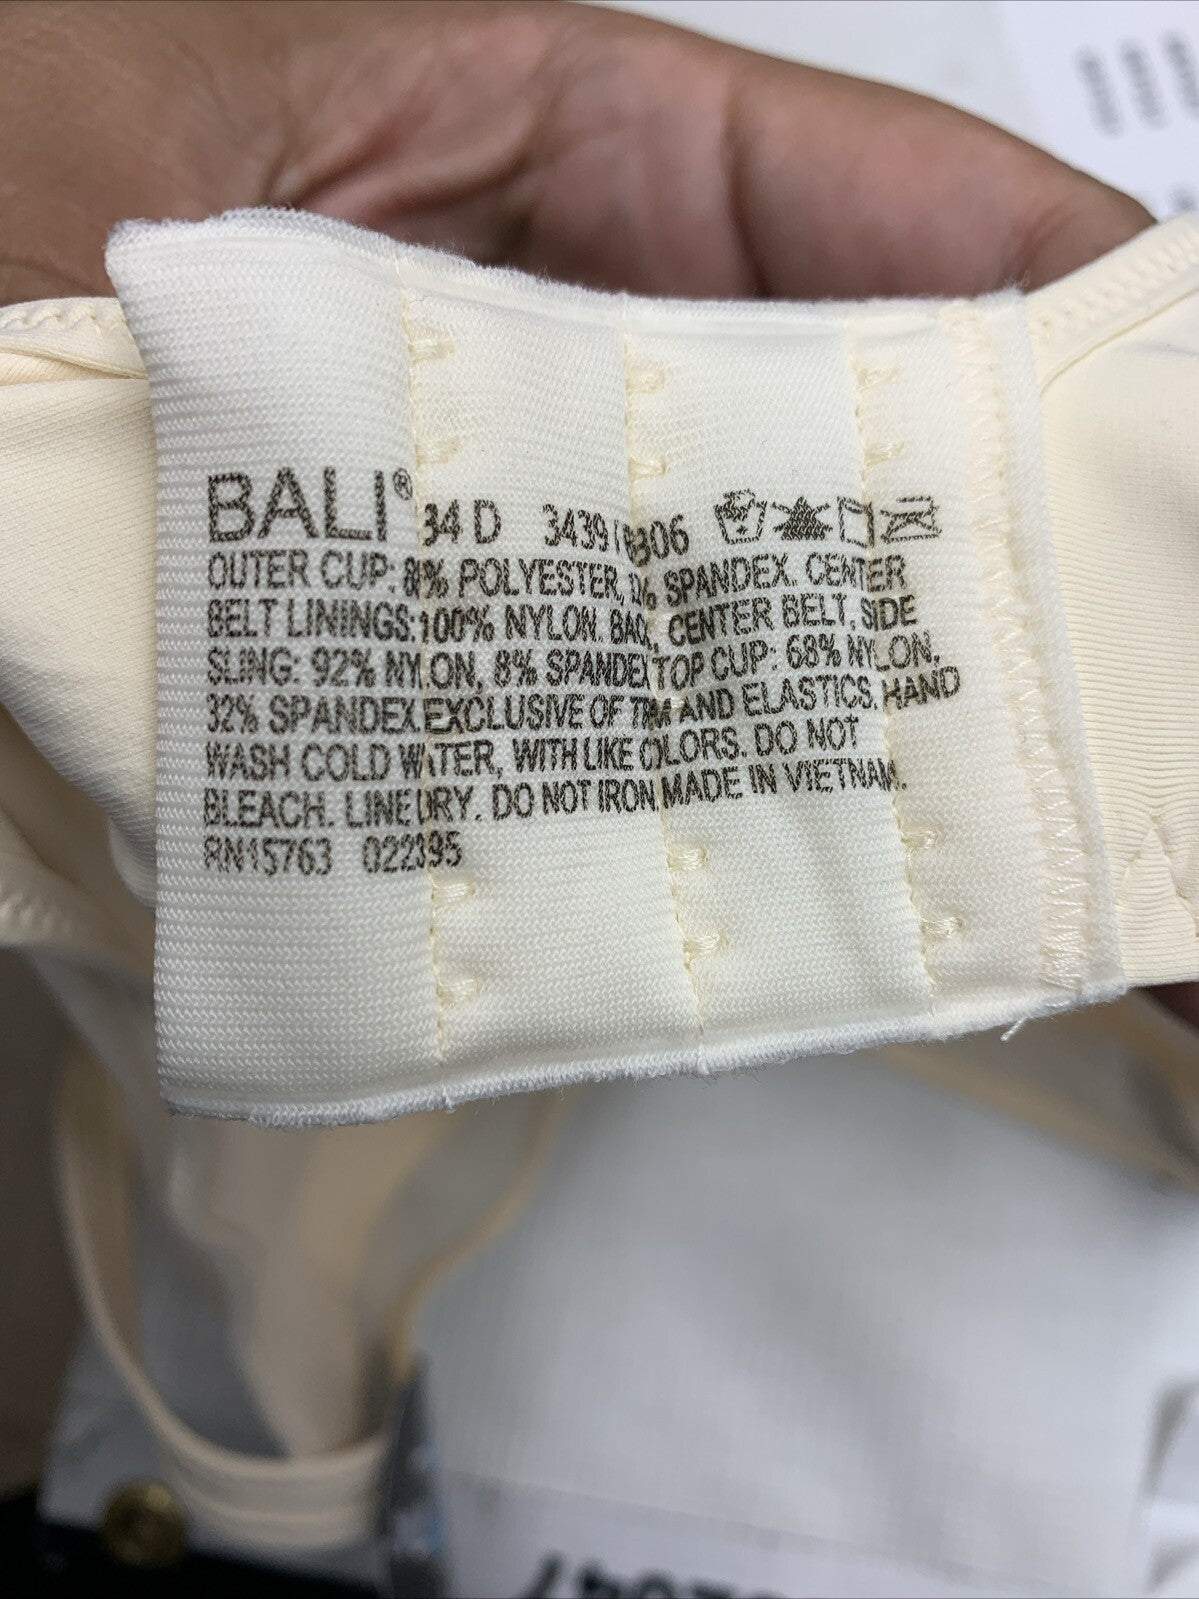 BALI® 34 D
OUTER CUP: POLYESTER, SPANDEX. CENTER
BELT LININGS: 100% NYLON. BACK, CENTER BELT, SIDE
SLING: 92% NYLON, 8% SPANDEX TOP CUP: 68% NYLON,
32% SPANDEX EXCLUSIVE OF TRIM AND ELASTICS. HAND
WASH COLD WATER, WITH LIKE COLORS. DO NOT
BLEACH. LINE DRY. DO NOT IRON MADE IN VIETNAM.
RN15763